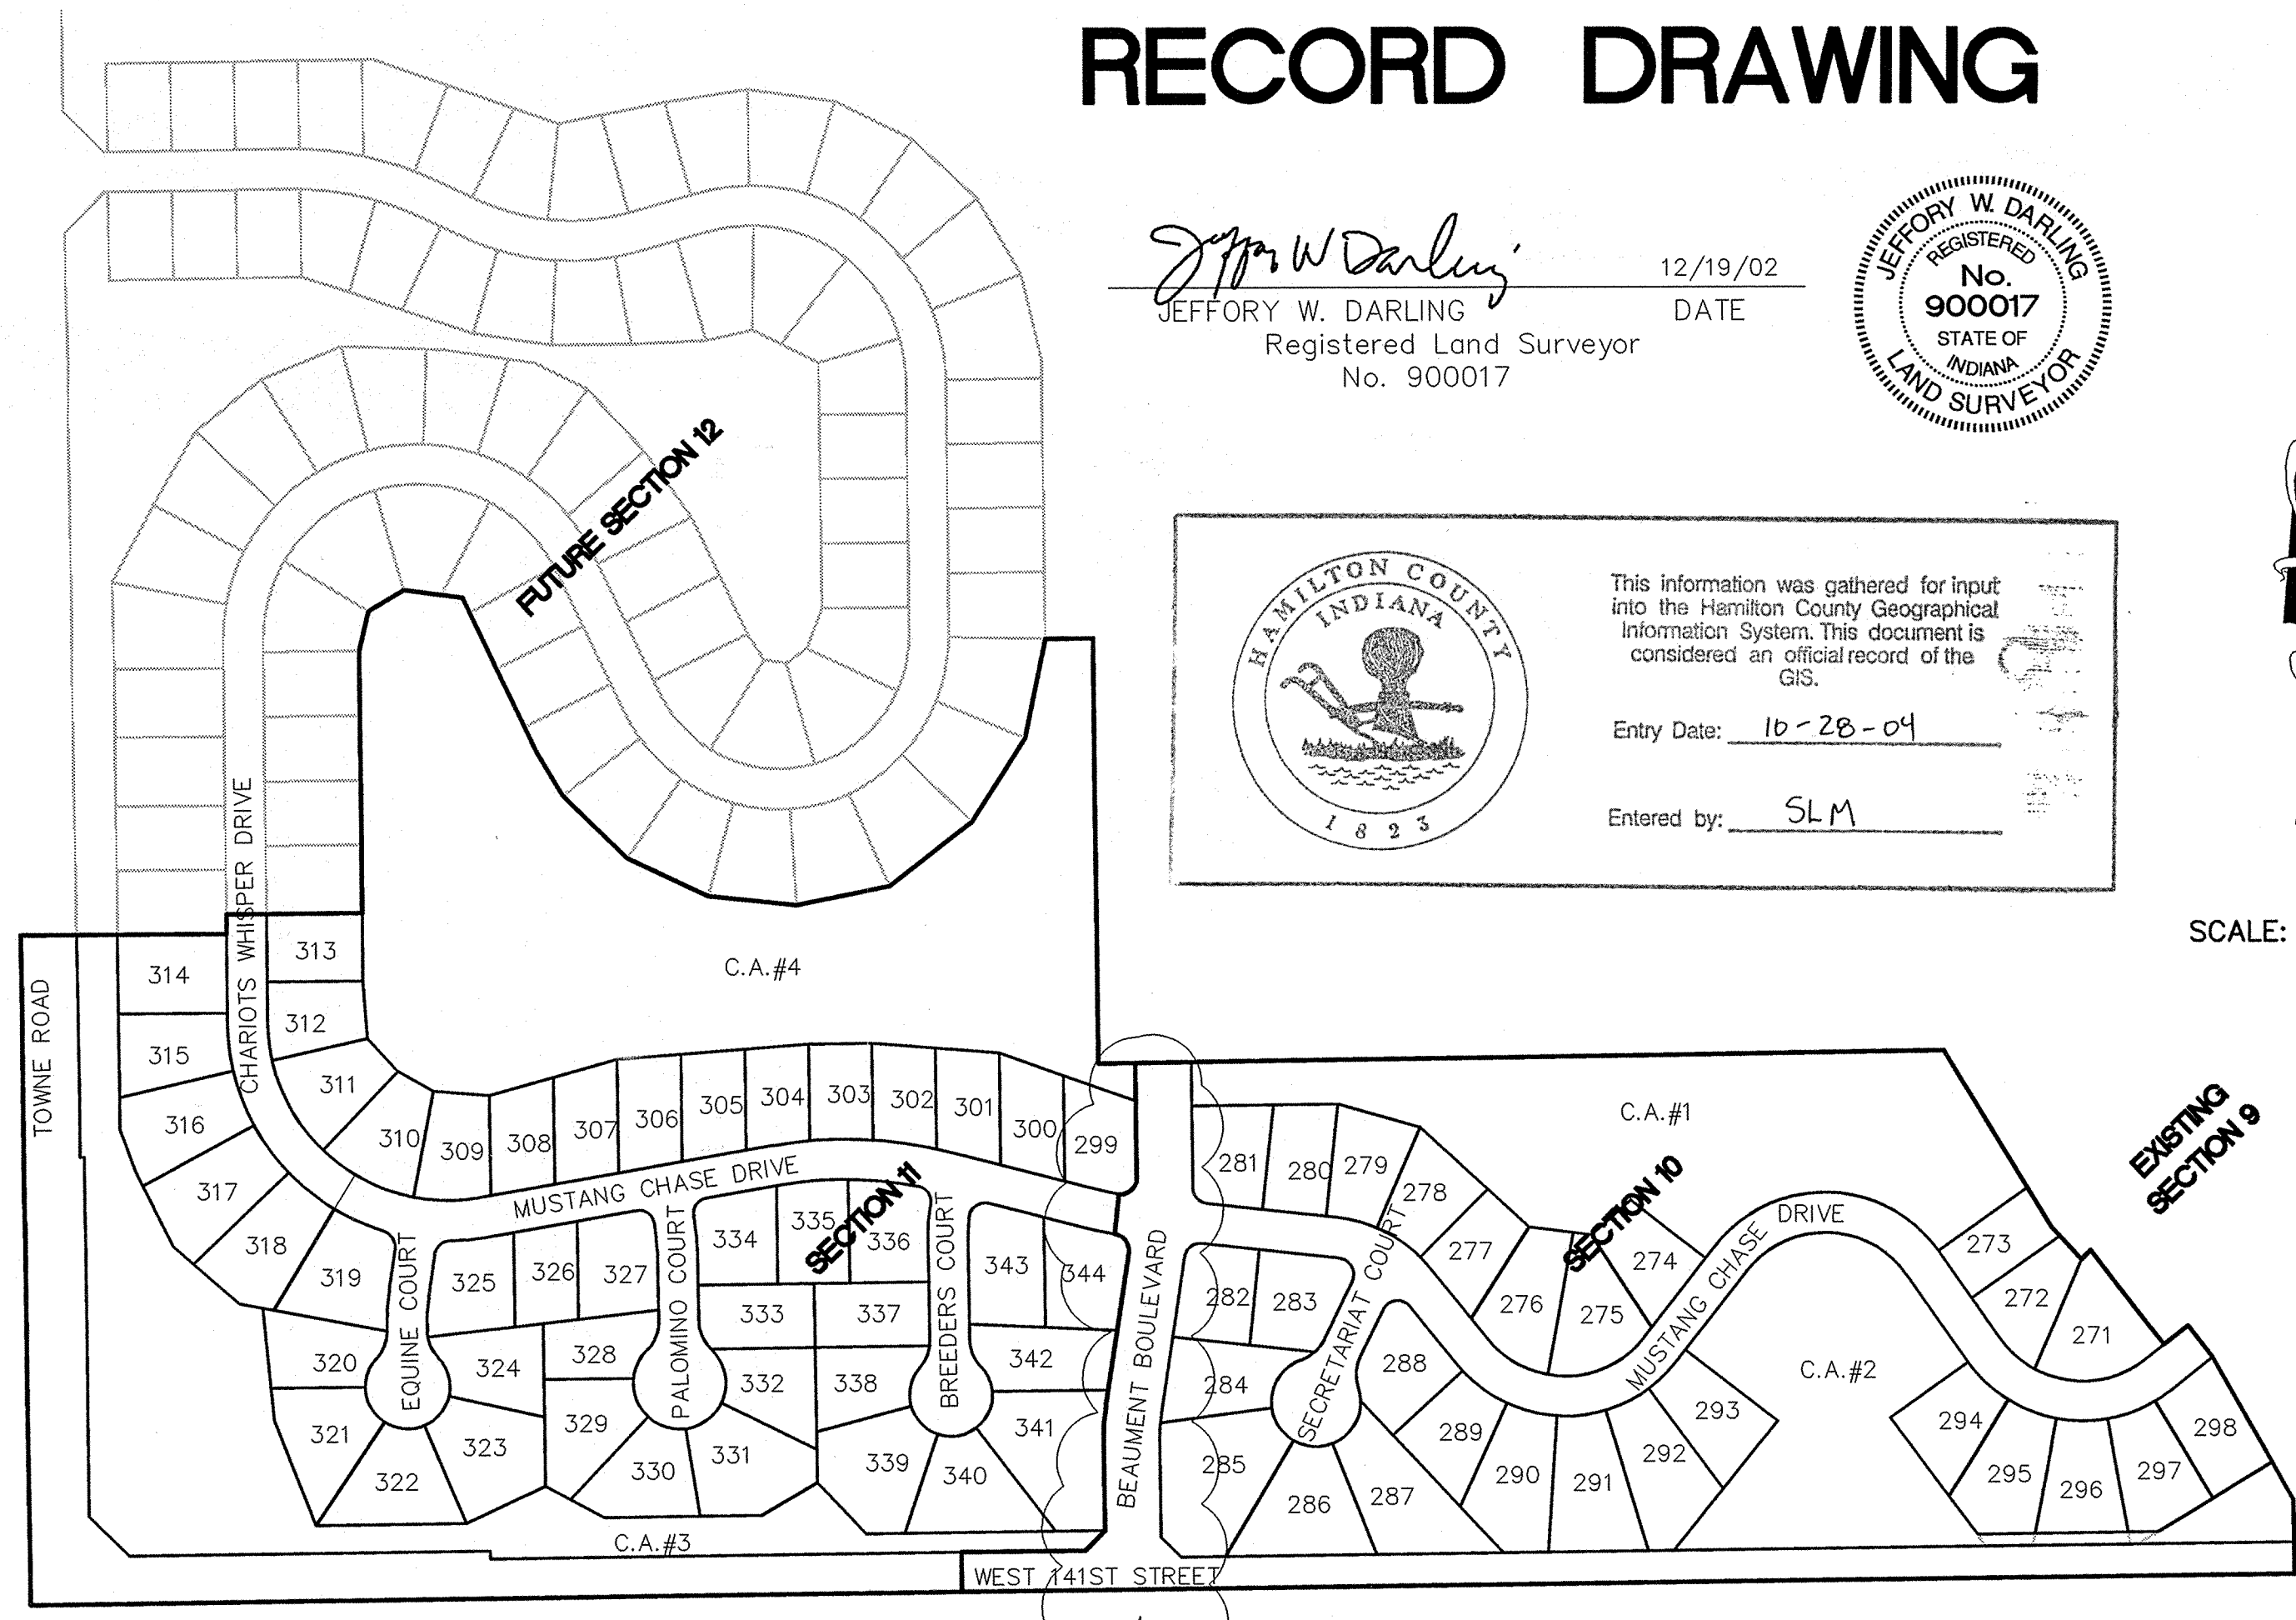 RECORD DRAWING
Jeffory W Darling
12/19/02
JEFFORY W. DARLING
DATE
Registered Land Surveyor
No. 900017
JEFFORY W. DARLING
REGISTERED
No.
900017
STATE OF
INDIANA
LAND SURVEYOR
FUTURE SECTION 12
HAMILTON COUNTY
INDIANA
1823
This information was gathered for input
into the Hamilton County Geographical
Information System. This document is
considered an official record of the
GIS.
Entry Date: 10-28-04
Entered by: SLM
SCALE:
TOWNE ROAD
CHARIOTS WHISPER DRIVE
314
313
C.A.#4
315
312
316
311
310
309
308
307
306
305
304
303
302
301
300
299
317
318
319
MUSTANG CHASE DRIVE
SECTION 11
EQUINE COURT
325
326
327
PALOMINO COURT
334
335
336
BREEDERS COURT
343
344
320
324
328
333
337
342
321
323
329
332
338
341
322
330
331
339
340
C.A.#3
BEAUMENT BOULEVARD
WEST 141ST STREET
C.A.#1
281
280
279
278
277
276
275
274
SECTION 10
MUSTANG CHASE DRIVE
273
272
271
EXISTING
SECTION 9
282
283
SECRETARIAT COURT
284
285
286
287
288
289
290
291
292
293
C.A.#2
294
295
296
297
298